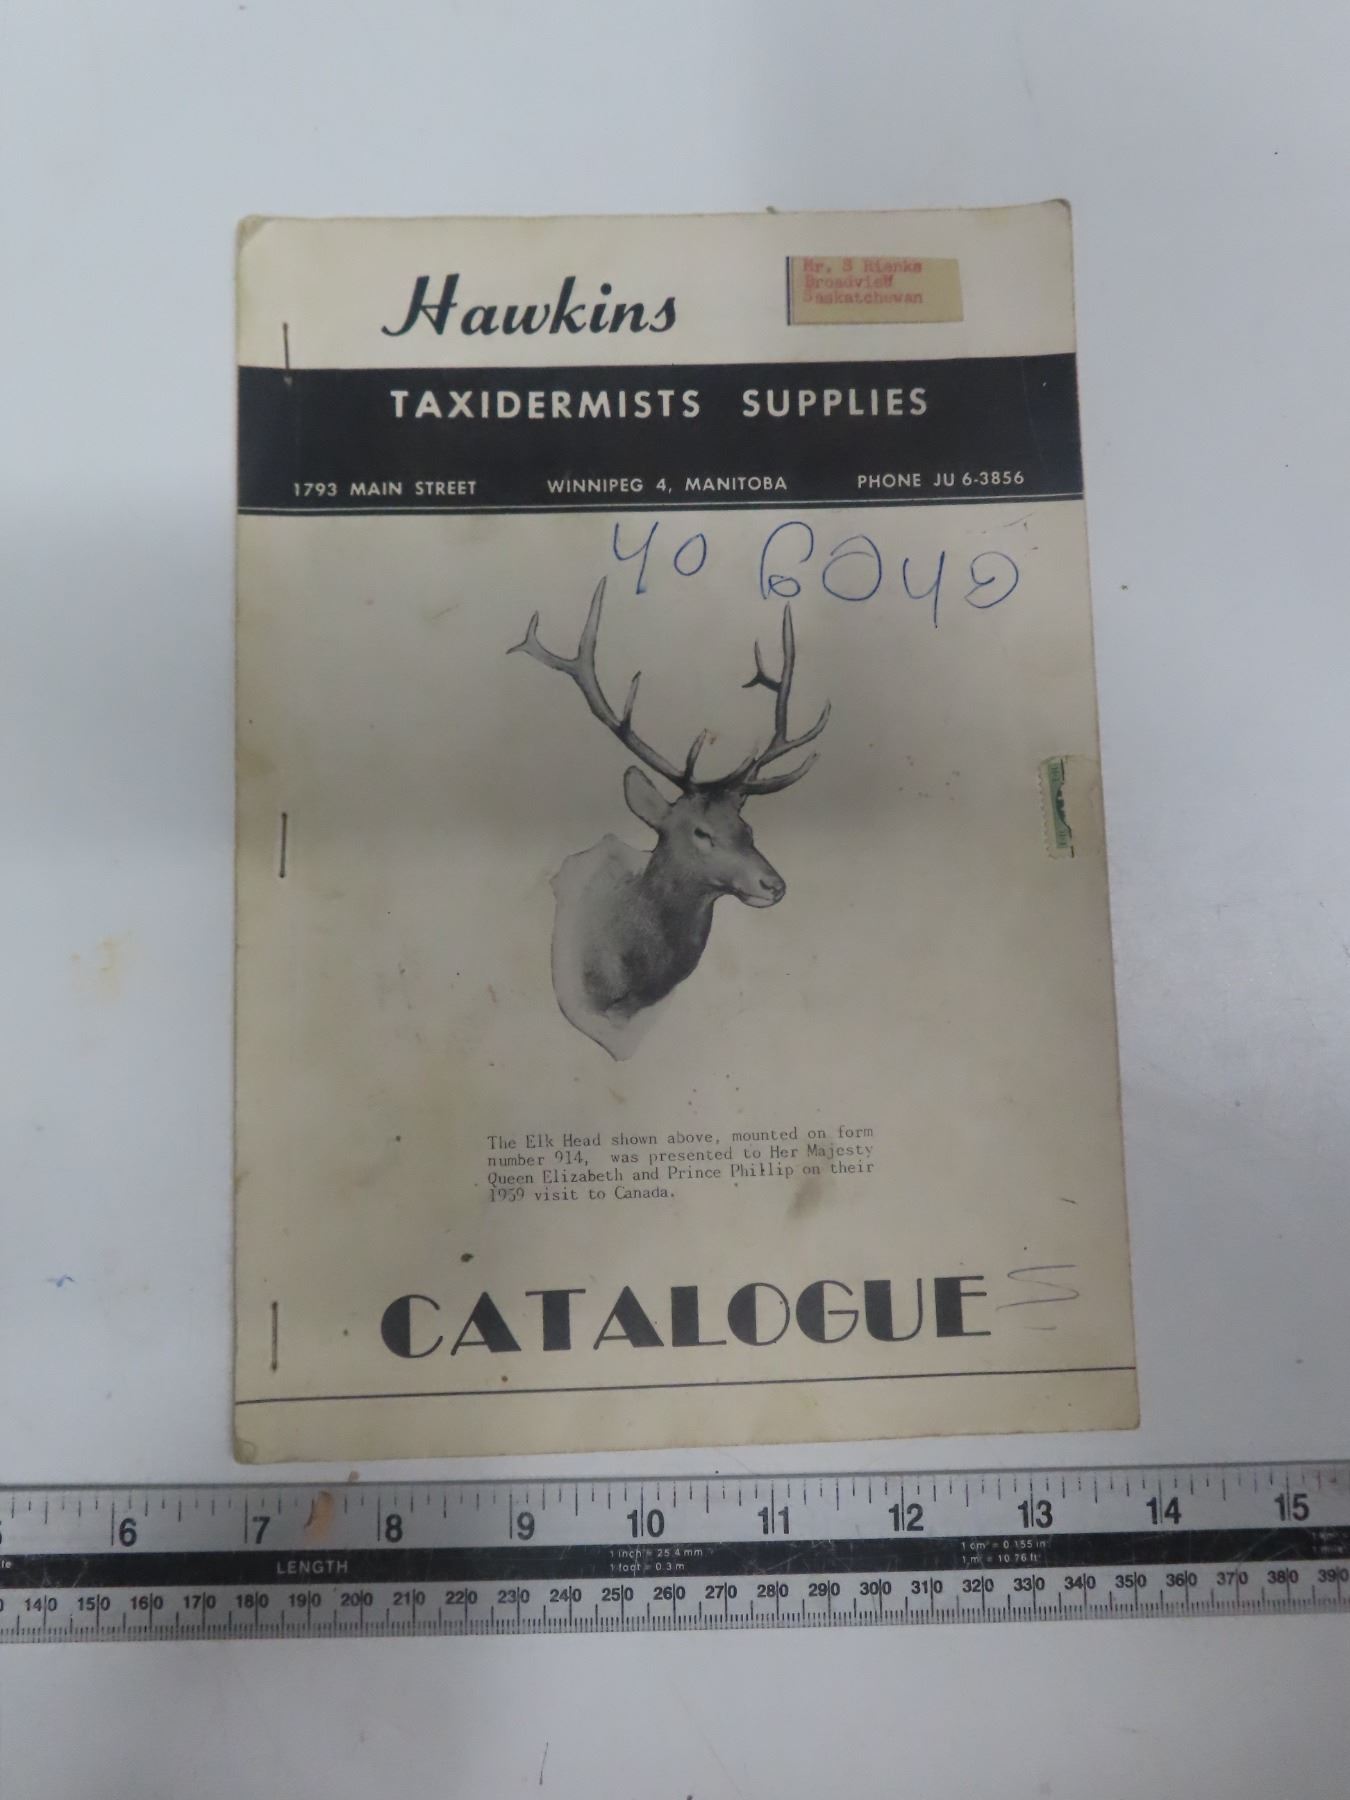 Hawkins
Mr. S Rienke
Broadview
Saskatchewan
TAXIDERMISTS SUPPLIES
1793 MAIN STREET WINNIPEG 4, MANITOBA PHONE JU 6-3856
The Elk Head shown above, mounted on form
number 914, was presented to Her Majesty
Queen Elizabeth and Prince Phillip on their
1959 visit to Canada.
CATALOGUE
6 7 8 9 10 11 12 13 14 15
LENGTH
1 inch = 25.4 mm
1 foot = 0.3 m
1 cm² = 0.155 in²
1 m² = 10.76 ft²
140 150 160 170 180 190 200 210 220 230 240 250 260 270 280 290 300 310 320 330 340 350 360 370 380 390